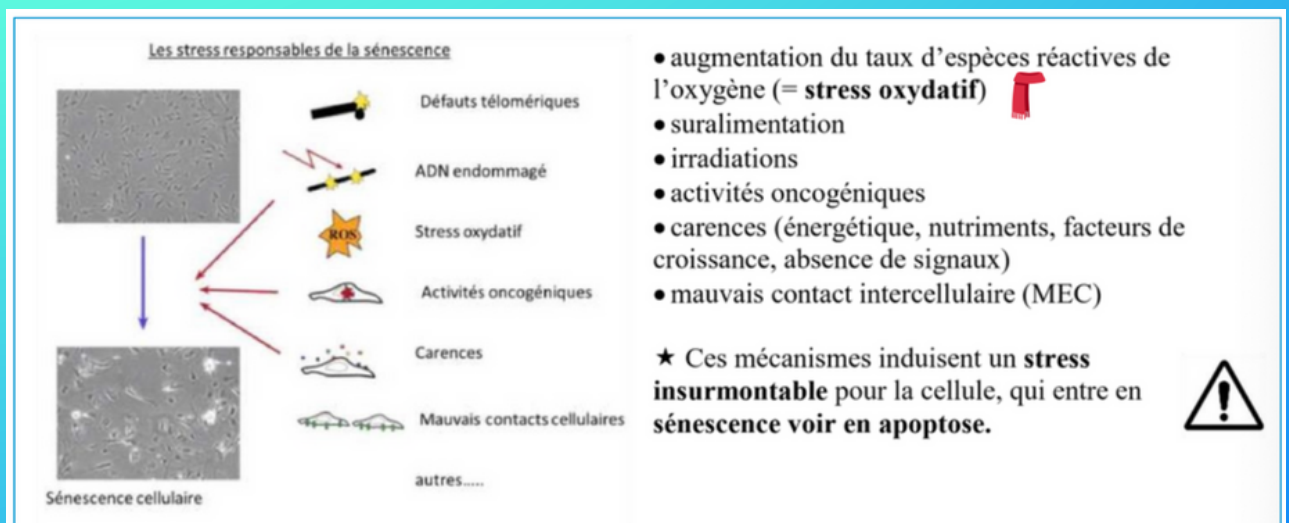 Les stress responsables de la sénescence
Défauts télomériques
ADN endommagé
ROS
Stress oxydatif
Activités oncogéniques
Carences
Mauvais contacts cellulaires
autres.....
Sénescence cellulaire
• augmentation du taux d'espèces réactives de
l'oxygène (= stress oxydatif)
• suralimentation
• irradiations
• activités oncogéniques
• carences (énergétique, nutriments, facteurs de
croissance, absence de signaux)
• mauvais contact intercellulaire (MEC)
★ Ces mécanismes induisent un stress
insurmontable pour la cellule, qui entre en
sénescence voir en apoptose.